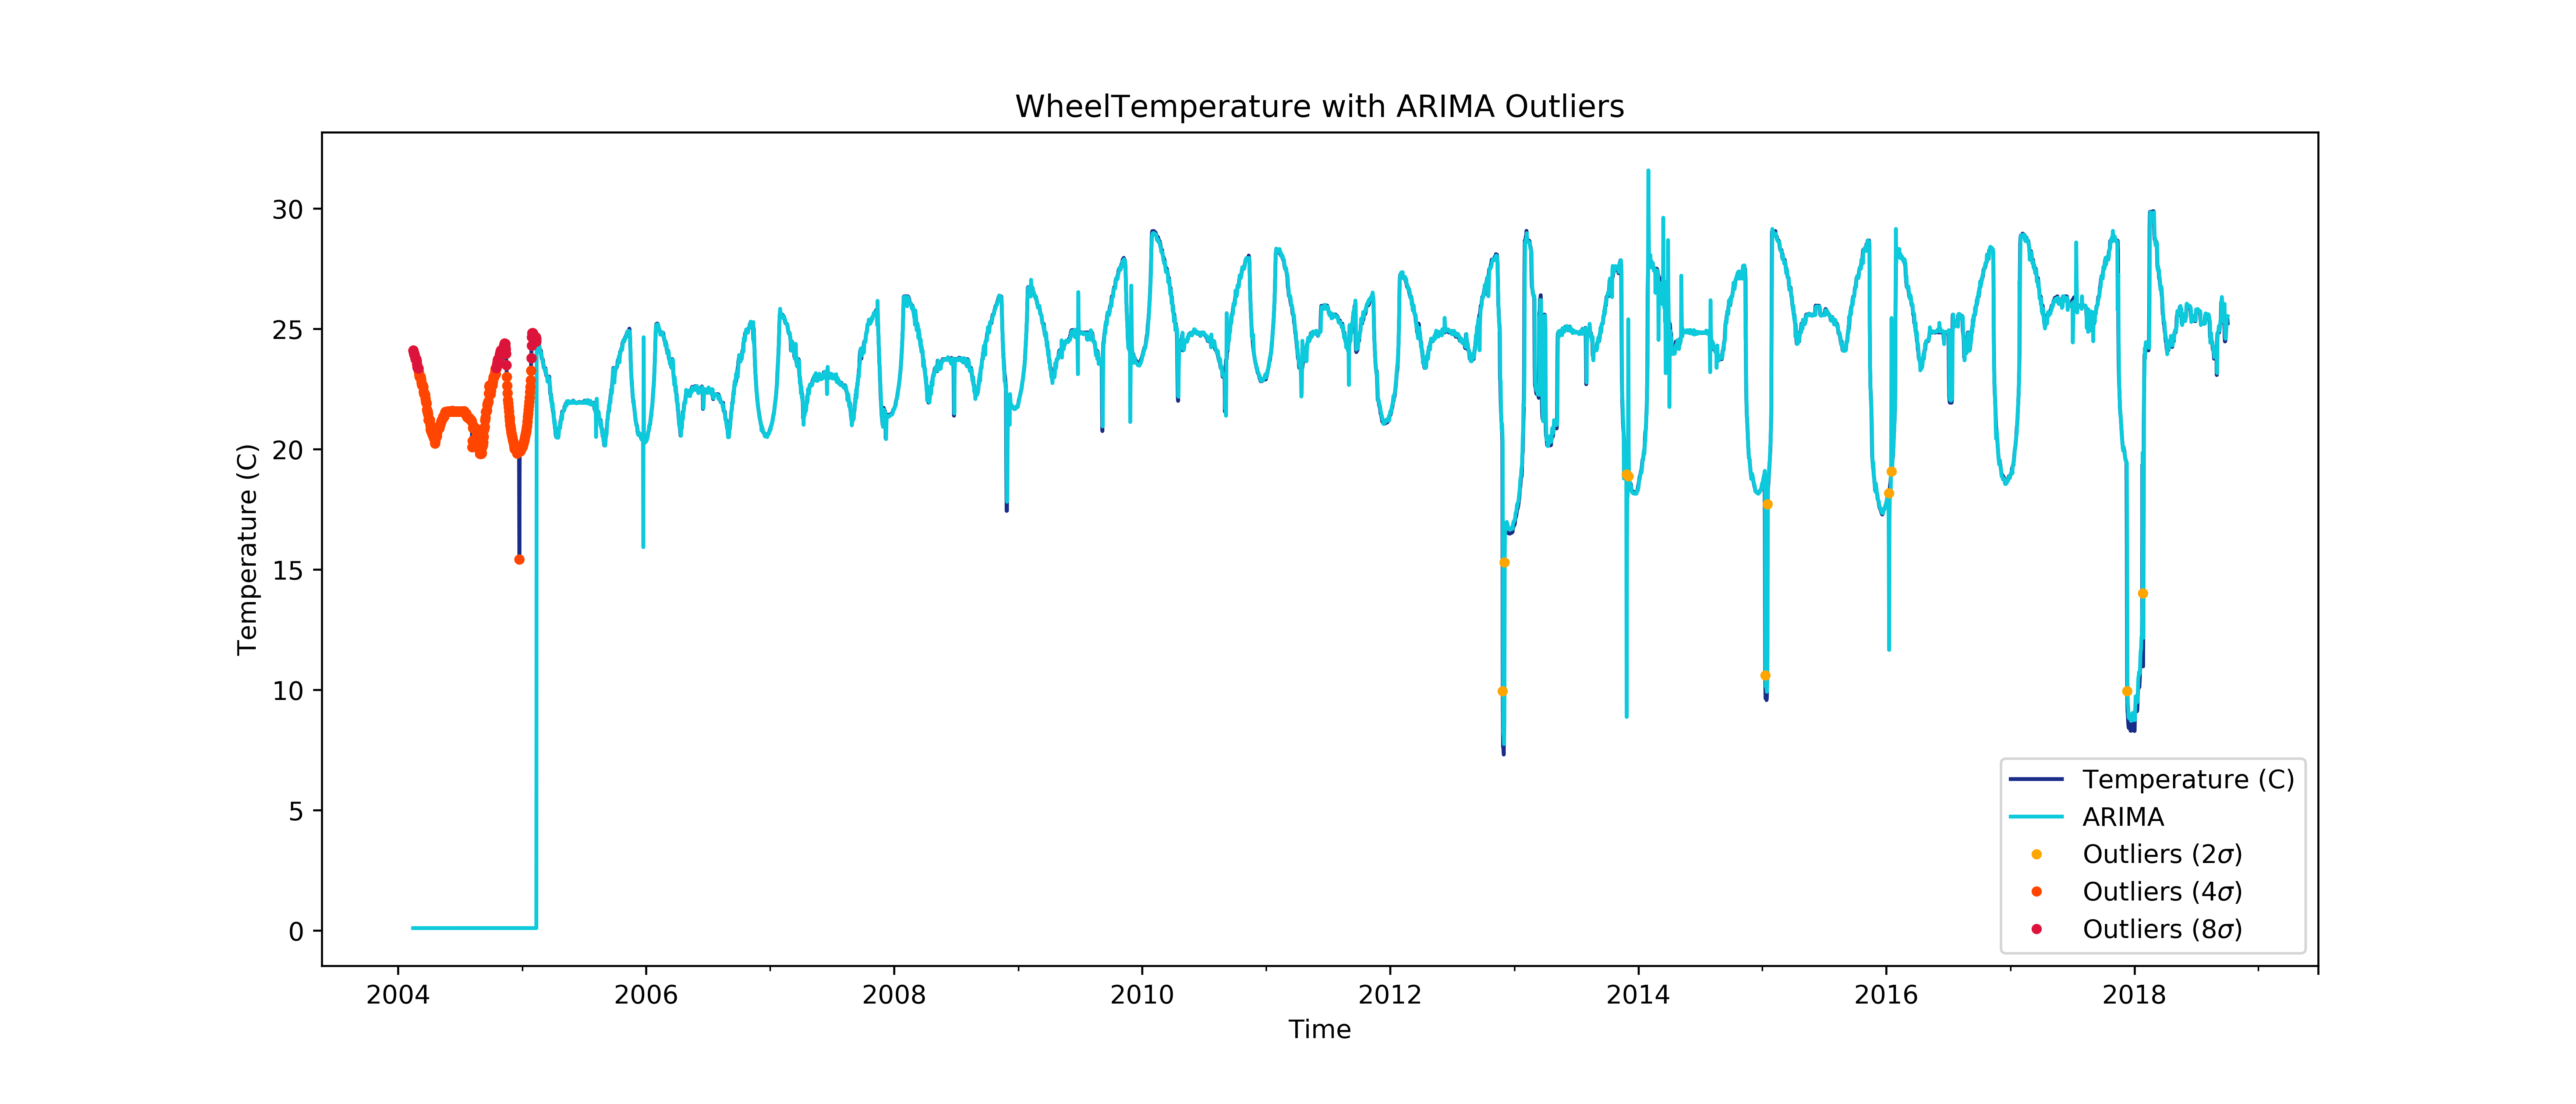 WheelTemperature with ARIMA Outliers
Temperature (C)
30
25
20
15
10
5
0
2004 2006 2008 2010 2012 2014 2016 2018
Time
Temperature (C)
ARIMA
Outliers (2σ)
Outliers (4σ)
Outliers (8σ)